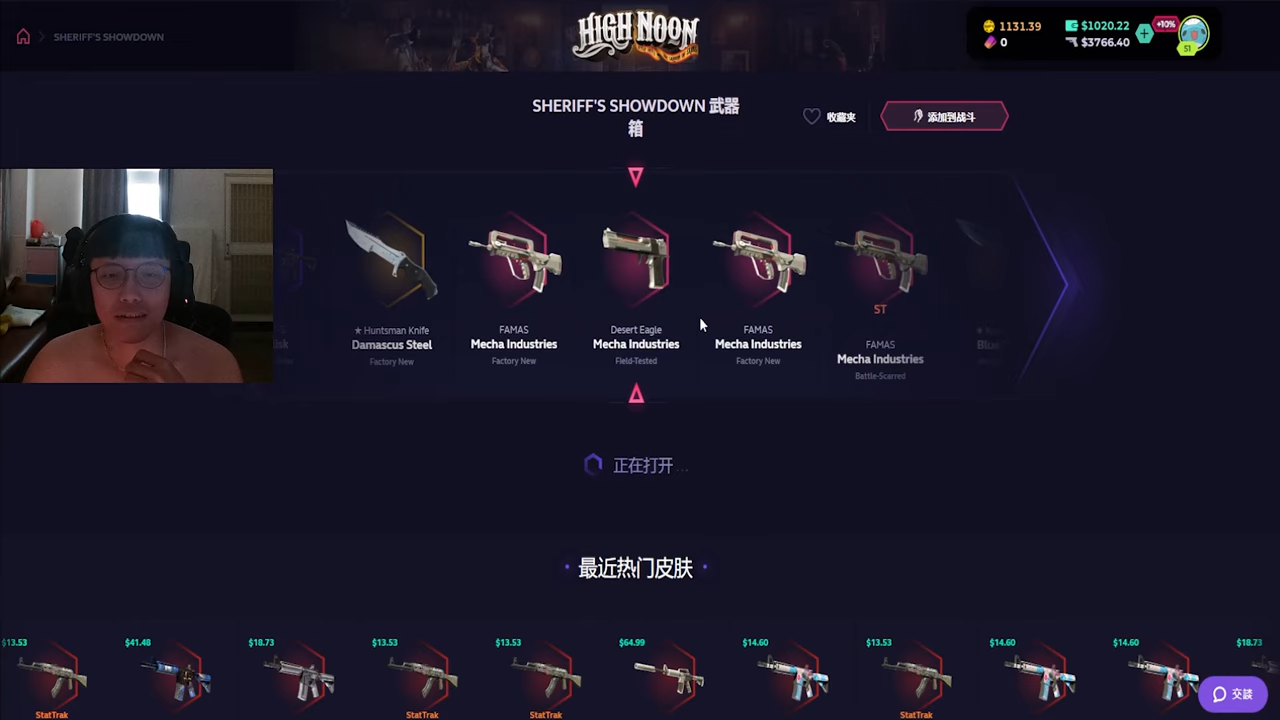 SHERIFF'S SHOWDOWN
HIGH NOON
1131.39
0
$1020.22
$3766.40
+10%
51
SHERIFF'S SHOWDOWN 武器
箱
收藏夹
添加到战斗
★ Huntsman Knife
Damascus Steel
Factory New
FAMAS
Mecha Industries
Factory New
Desert Eagle
Mecha Industries
Field-Tested
FAMAS
Mecha Industries
Factory New
ST
FAMAS
Mecha Industries
Battle-Scarred
正在打开...
最近热门皮肤
$13.53
$41.48
$18.73
$13.53
$13.53
$64.99
$14.60
$13.53
$14.60
$14.60
$18.73
StatTrak
StatTrak
StatTrak
StatTrak
交談